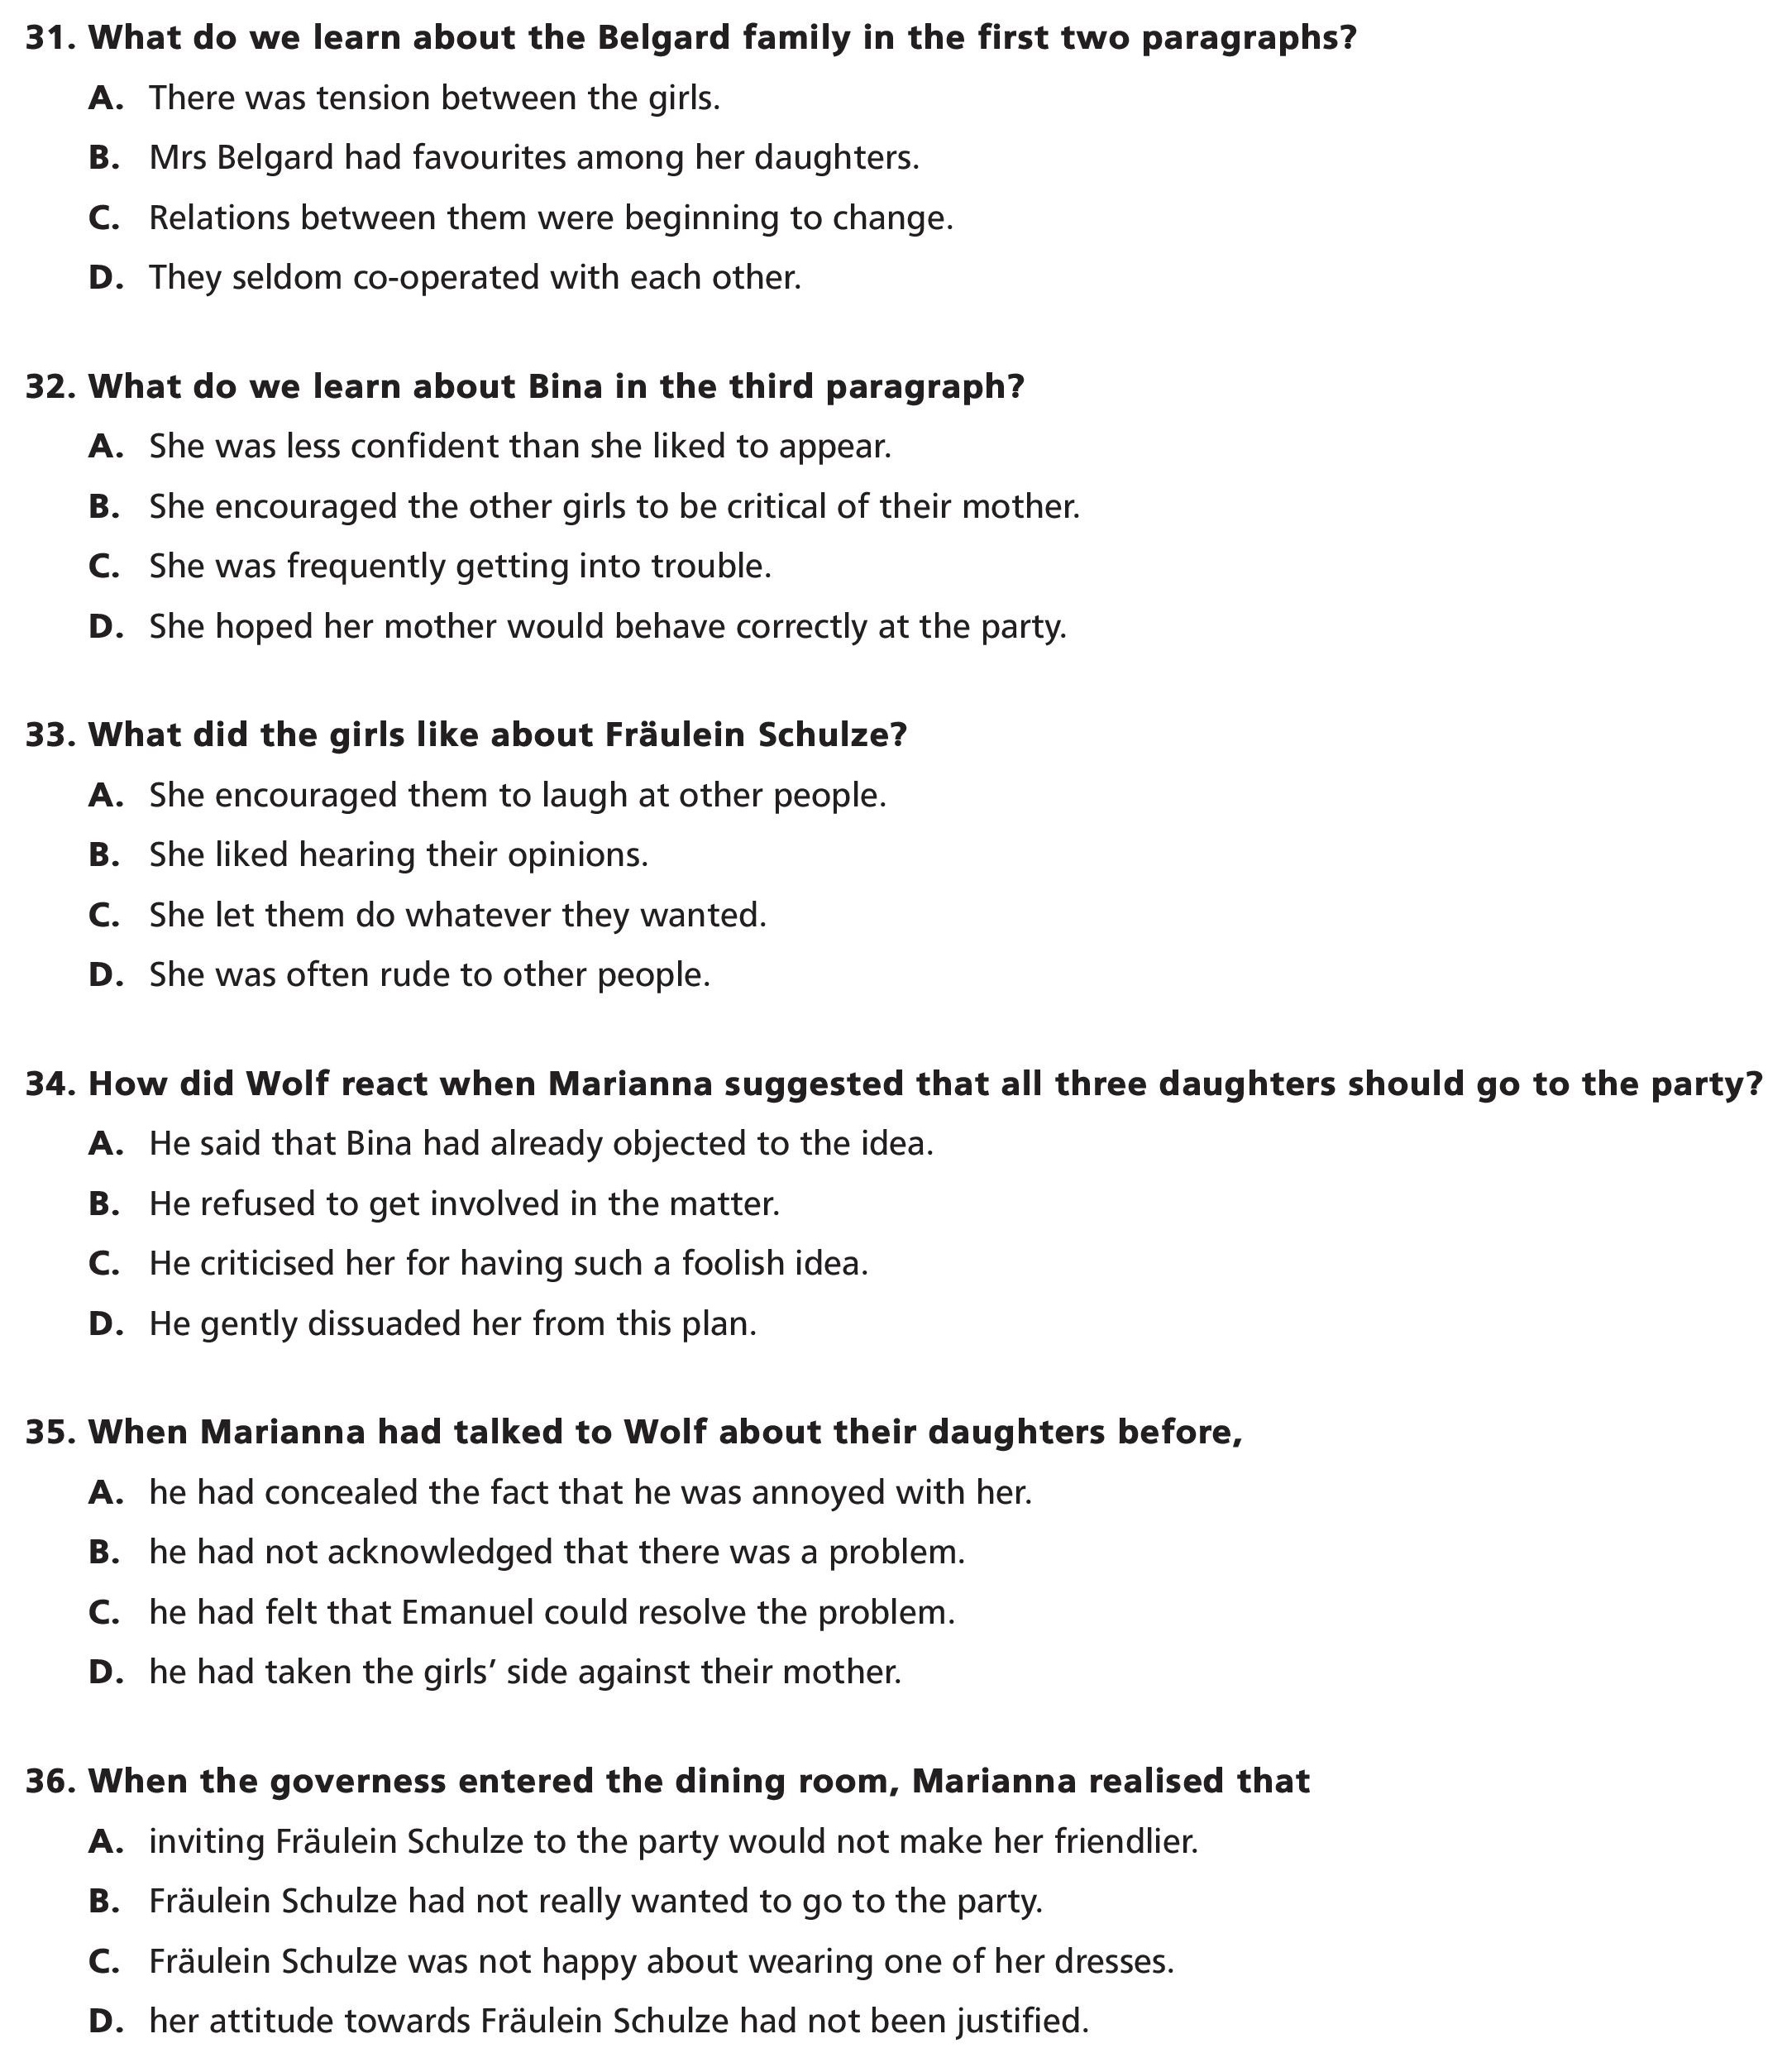 31. What do we learn about the Belgard family in the first two paragraphs?
A. There was tension between the girls.
B. Mrs Belgard had favourites among her daughters.
C. Relations between them were beginning to change.
D. They seldom co-operated with each other.
32. What do we learn about Bina in the third paragraph?
A. She was less confident than she liked to appear.
B. She encouraged the other girls to be critical of their mother.
C. She was frequently getting into trouble.
D. She hoped her mother would behave correctly at the party.
33. What did the girls like about Fräulein Schulze?
A. She encouraged them to laugh at other people.
B. She liked hearing their opinions.
C. She let them do whatever they wanted.
D. She was often rude to other people.
34. How did Wolf react when Marianna suggested that all three daughters should go to the party?
A. He said that Bina had already objected to the idea.
B. He refused to get involved in the matter.
C. He criticised her for having such a foolish idea.
D. He gently dissuaded her from this plan.
35. When Marianna had talked to Wolf about their daughters before,
A. he had concealed the fact that he was annoyed with her.
B. he had not acknowledged that there was a problem.
C. he had felt that Emanuel could resolve the problem.
D. he had taken the girls’ side against their mother.
36. When the governess entered the dining room, Marianna realised that
A. inviting Fräulein Schulze to the party would not make her friendlier.
B. Fräulein Schulze had not really wanted to go to the party.
C. Fräulein Schulze was not happy about wearing one of her dresses.
D. her attitude towards Fräulein Schulze had not been justified.